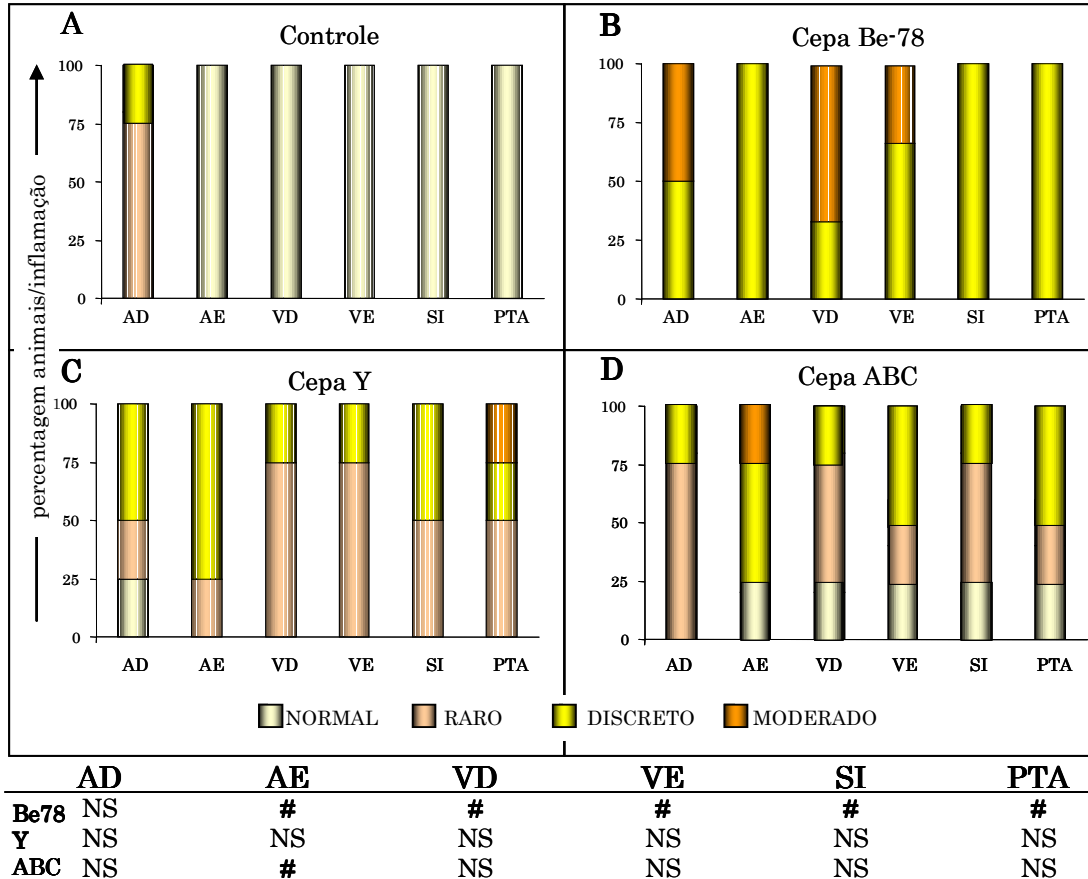 A
Controle
100
75
50
25
0
AD AE VD VE SI PTA
B
Cepa Be-78
100
75
50
25
0
AD AE VD VE SI PTA
percentagem animais/inflamação
C
Cepa Y
100
75
50
25
0
AD AE VD VE SI PTA
D
Cepa ABC
100
75
50
25
0
AD AE VD VE SI PTA
NORMAL RARO DISCRETO MODERADO
AD AE VD VE SI PTA
Be78 NS # # # # #
Y NS NS NS NS NS NS
ABC NS # NS NS NS NS